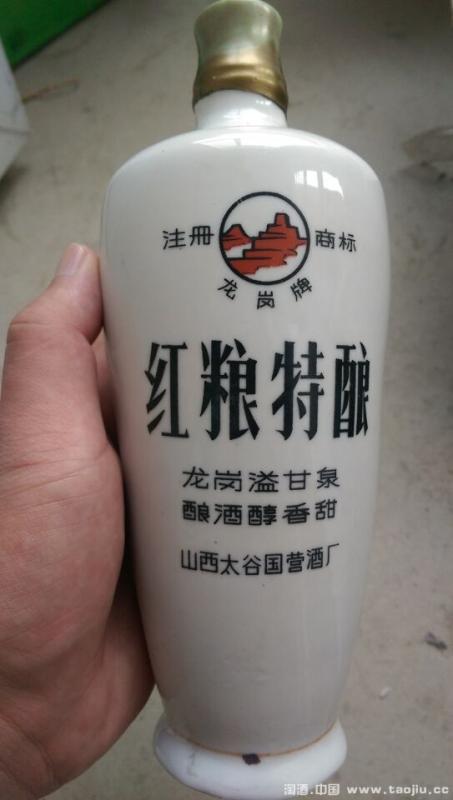 注册 商标
龙岗牌
红粮特酿
龙岗溢甘泉
酿酒醇香甜
山西太谷国营酒厂
淘酒.中国 www.taojiu.cc